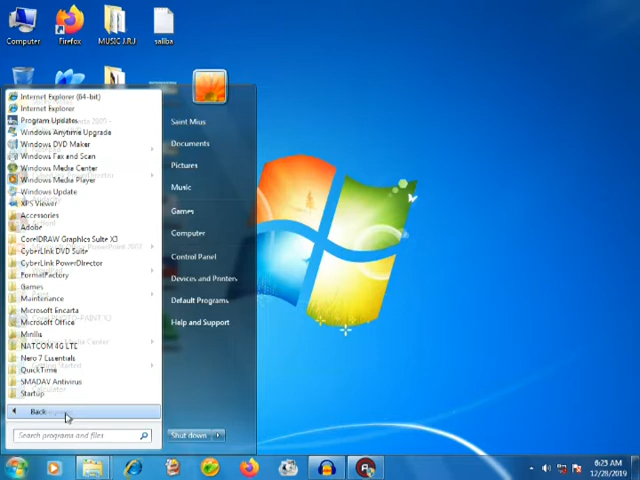 Computer
Firefox
MUSIC J.R.J
saliba
Internet Explorer (64-bit)
Internet Explorer
Program Updates
Windows Anytime Upgrade
Windows DVD Maker
Windows Fax and Scan
Windows Media Center
Windows Media Player
Windows Update
XPS Viewer
Accessories
Adobe
CorelDRAW Graphics Suite X3
CyberLink DVD Suite
CyberLink PowerDirector
FormatFactory
Games
Maintenance
Microsoft Encarta
Microsoft Office
NATCOM 4G LTE
Nero 7 Essentials
QuickTime
SMADAV Antivirus
Startup
Back
Search programs and files
Saint Mius
Documents
Pictures
Music
Games
Computer
Control Panel
Devices and Printers
Default Programs
Help and Support
Shut down
6:25 AM
12/28/2019